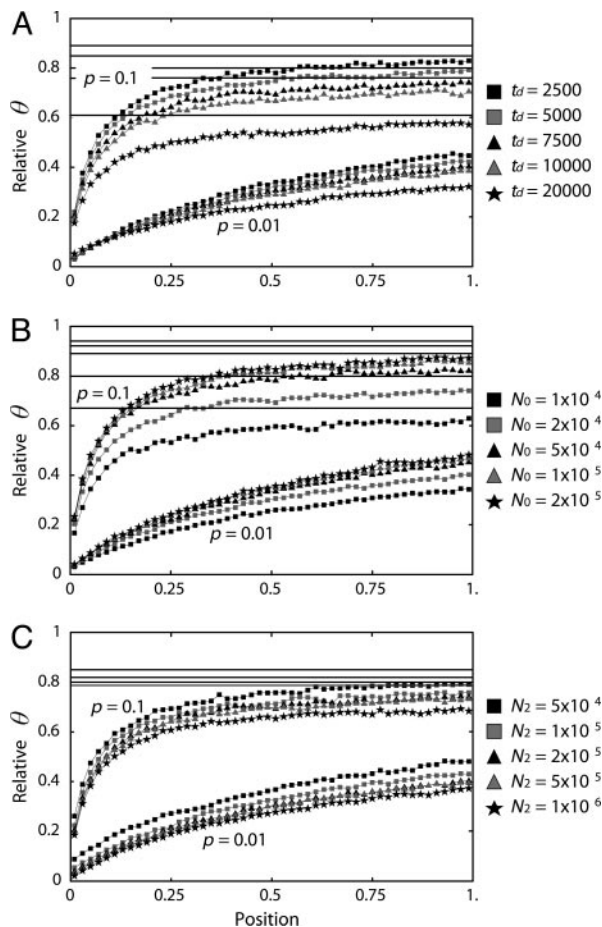 A
1
0.8
0.6
0.4
0.2
0
Relative θ
p = 0.1
p = 0.01
0
0.25
0.5
0.75
1.
td = 2500
td = 5000
td = 7500
td = 10000
td = 20000
B
1
0.8
0.6
0.4
0.2
0
Relative θ
p = 0.1
p = 0.01
0
0.25
0.5
0.75
1.
N0 = 1x10 4
N0 = 2x10 4
N0 = 5x10 4
N0 = 1x10 5
N0 = 2x10 5
C
1
0.8
0.6
0.4
0.2
0
Relative θ
p = 0.1
p = 0.01
0
0.25
0.5
0.75
1.
Position
N2 = 5x10 4
N2 = 1x10 5
N2 = 2x10 5
N2 = 5x10 5
N2 = 1x10 6